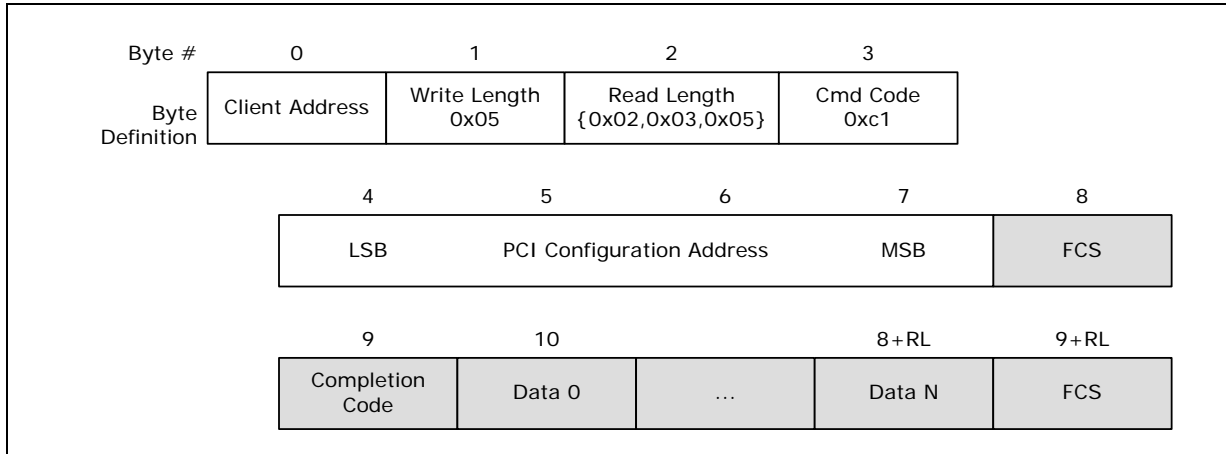 Byte # 0 1 2 3
Byte Definition
Client Address
Write Length
0x05
Read Length
{0x02,0x03,0x05}
Cmd Code
0xc1
4 5 6 7 8
LSB PCI Configuration Address MSB FCS
9 10 8+RL 9+RL
Completion
Code
Data 0 ... Data N FCS